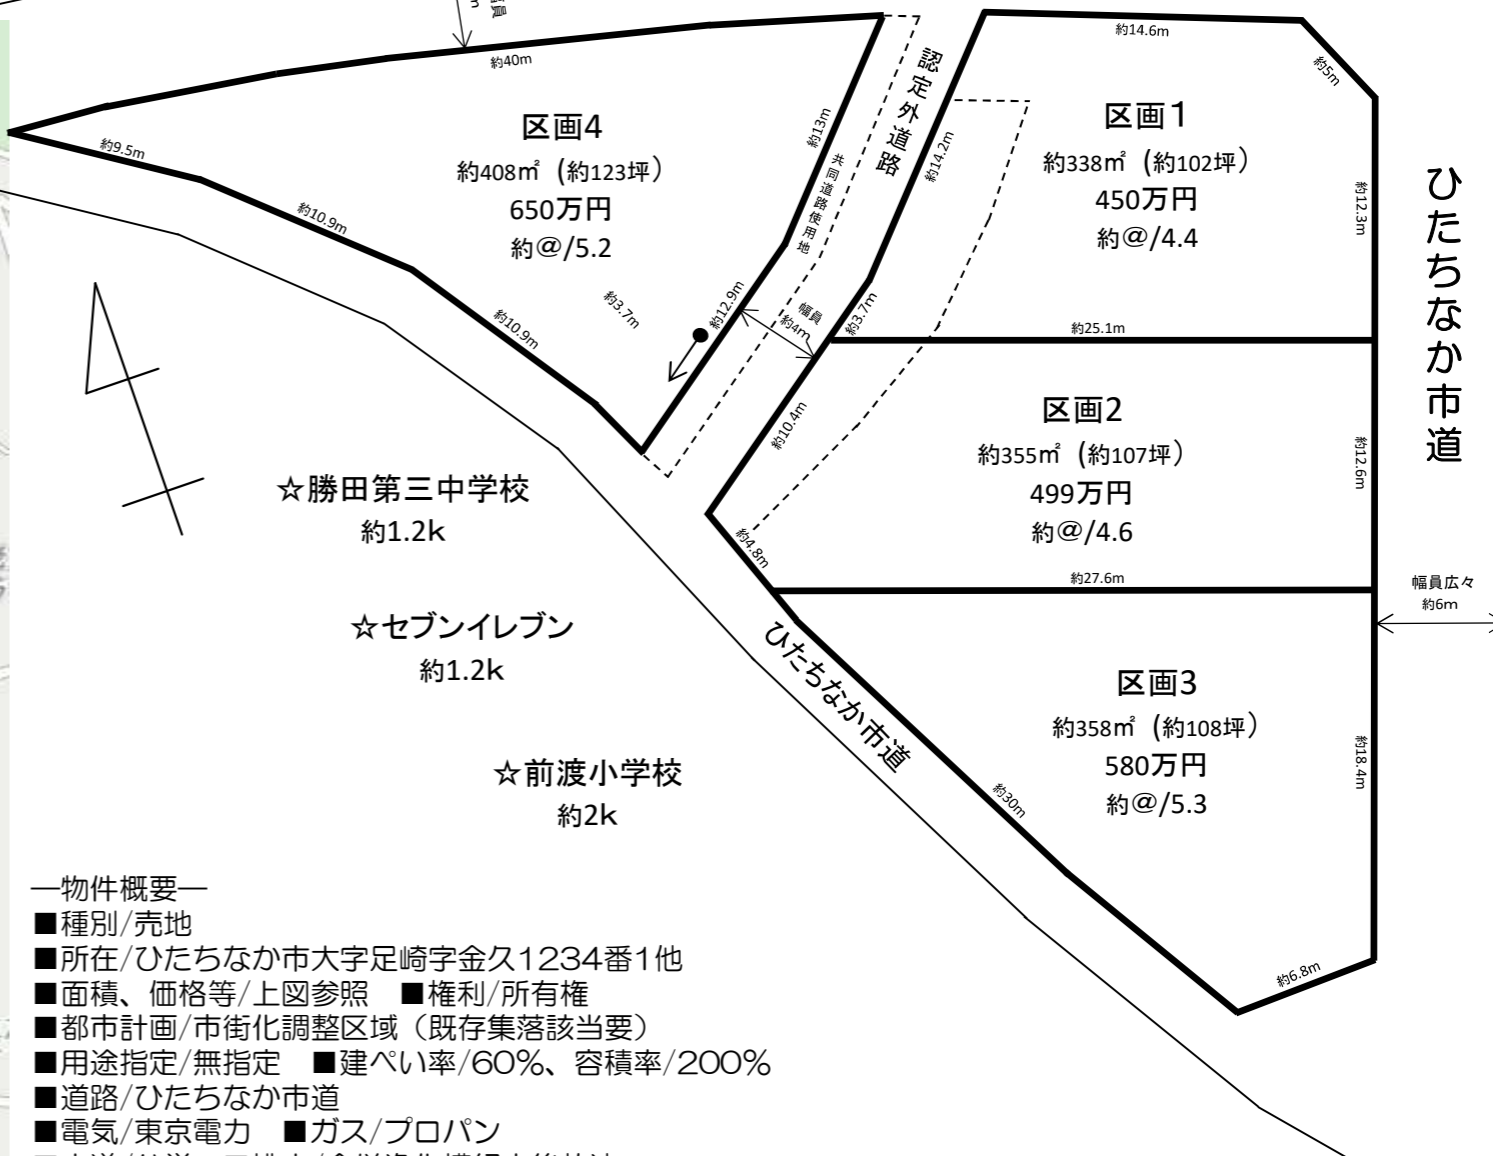 約40m
約9.5m
約10.9m
約10.9m
約13m
約12.9m
約3.7m
区画4
約408㎡（約123坪）
650万円
約@/5.2
共同道路使用地
認定外道路
幅員
約4m
約14.6m
約5m
約14.2m
約3.7m
約12.3m
区画1
約338㎡（約102坪）
450万円
約@/4.4
約25.1m
約10.4m
区画2
約355㎡（約107坪）
499万円
約@/4.6
約12.6m
約4.8m
約27.6m
区画3
約358㎡（約108坪）
580万円
約@/5.3
約18.4m
約30m
約6.8m
ひたちなか市道
幅員広々
約6m
ひたちなか市道
☆勝田第三中学校
約1.2k
☆セブンイレブン
約1.2k
☆前渡小学校
約2k
―物件概要―
■種別/売地
■所在/ひたちなか市大字足崎字金久1234番1他
■面積、価格等/上図参照　■権利/所有権
■都市計画/市街化調整区域（既存集落該当要）
■用途指定/無指定　■建ぺい率/60%、容積率/200%
■道路/ひたちなか市道
■電気/東京電力　■ガス/プロパン